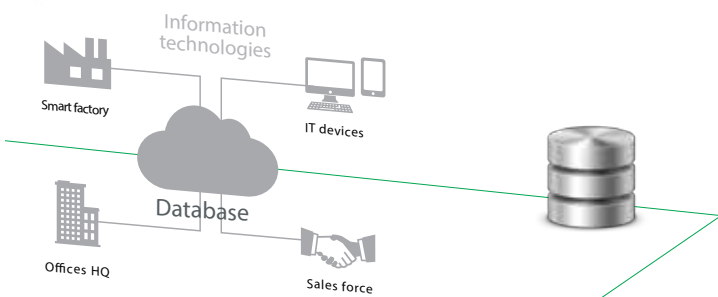 Information
technologies
Smart factory
IT devices
Database
Offices HQ
Sales force